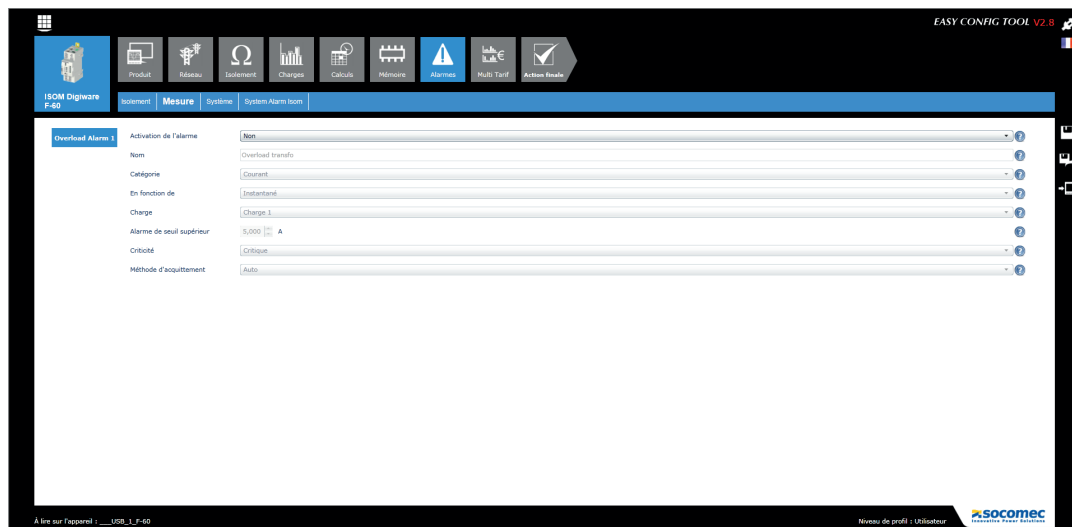 EASY CONFIG TOOL V2.8
Produit
Réseau
Isolement
Charges
Calculs
Mémoire
Alarmes
Multi Tarif
Action finale
ISOM Digiware
F-60
Isolement
Mesure
Système
System Alarm Isom
Overload Alarm 1
Activation de l'alarme
Non
Nom
Overload transfo
Catégorie
Courant
En fonction de
Instantané
Charge
Charge 1
Alarme de seuil supérieur
5,000 A
Criticité
Critique
Méthode d'acquittement
Auto
À lire sur l'appareil : ___USB_1_F-60
Niveau de profil : Utilisateur
socomec
Innovative Power Solutions